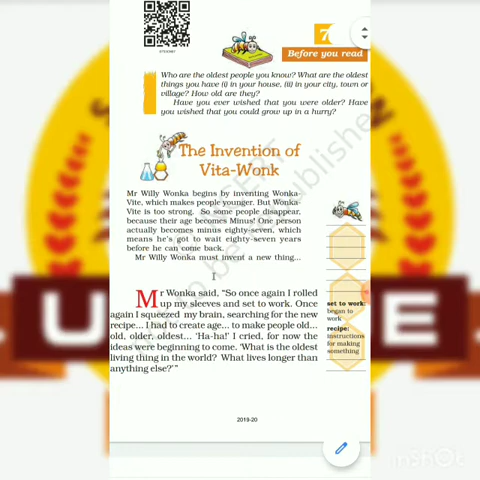 7
Before you read
Who are the oldest people you know? What are the oldest
things you have (i) in your house, (ii) in your city, town or
village? How old are they?
Have you ever wished that you were older? Have
you wished that you could grow up in a hurry?
The Invention of
Vita-Wonk
Mr Willy Wonka begins by inventing Wonka-
Vite, which makes people younger. But Wonka-
Vite is too strong. So some people disappear,
because their age becomes Minus! One person
actually becomes minus eighty-seven, which
means he's got to wait eighty-seven years
before he can come back.
Mr Willy Wonka must invent a new thing...
I
Mr Wonka said, "So once again I rolled
up my sleeves and set to work. Once
again I squeezed my brain, searching for the new
recipe... I had to create age... to make people old...
old, older, oldest... 'Ha-ha!' I cried, for now the
ideas were beginning to come. 'What is the oldest
living thing in the world? What lives longer than
anything else?'"
set to work:
began to
work
recipe:
instructions
for making
something
2019-20
U
E